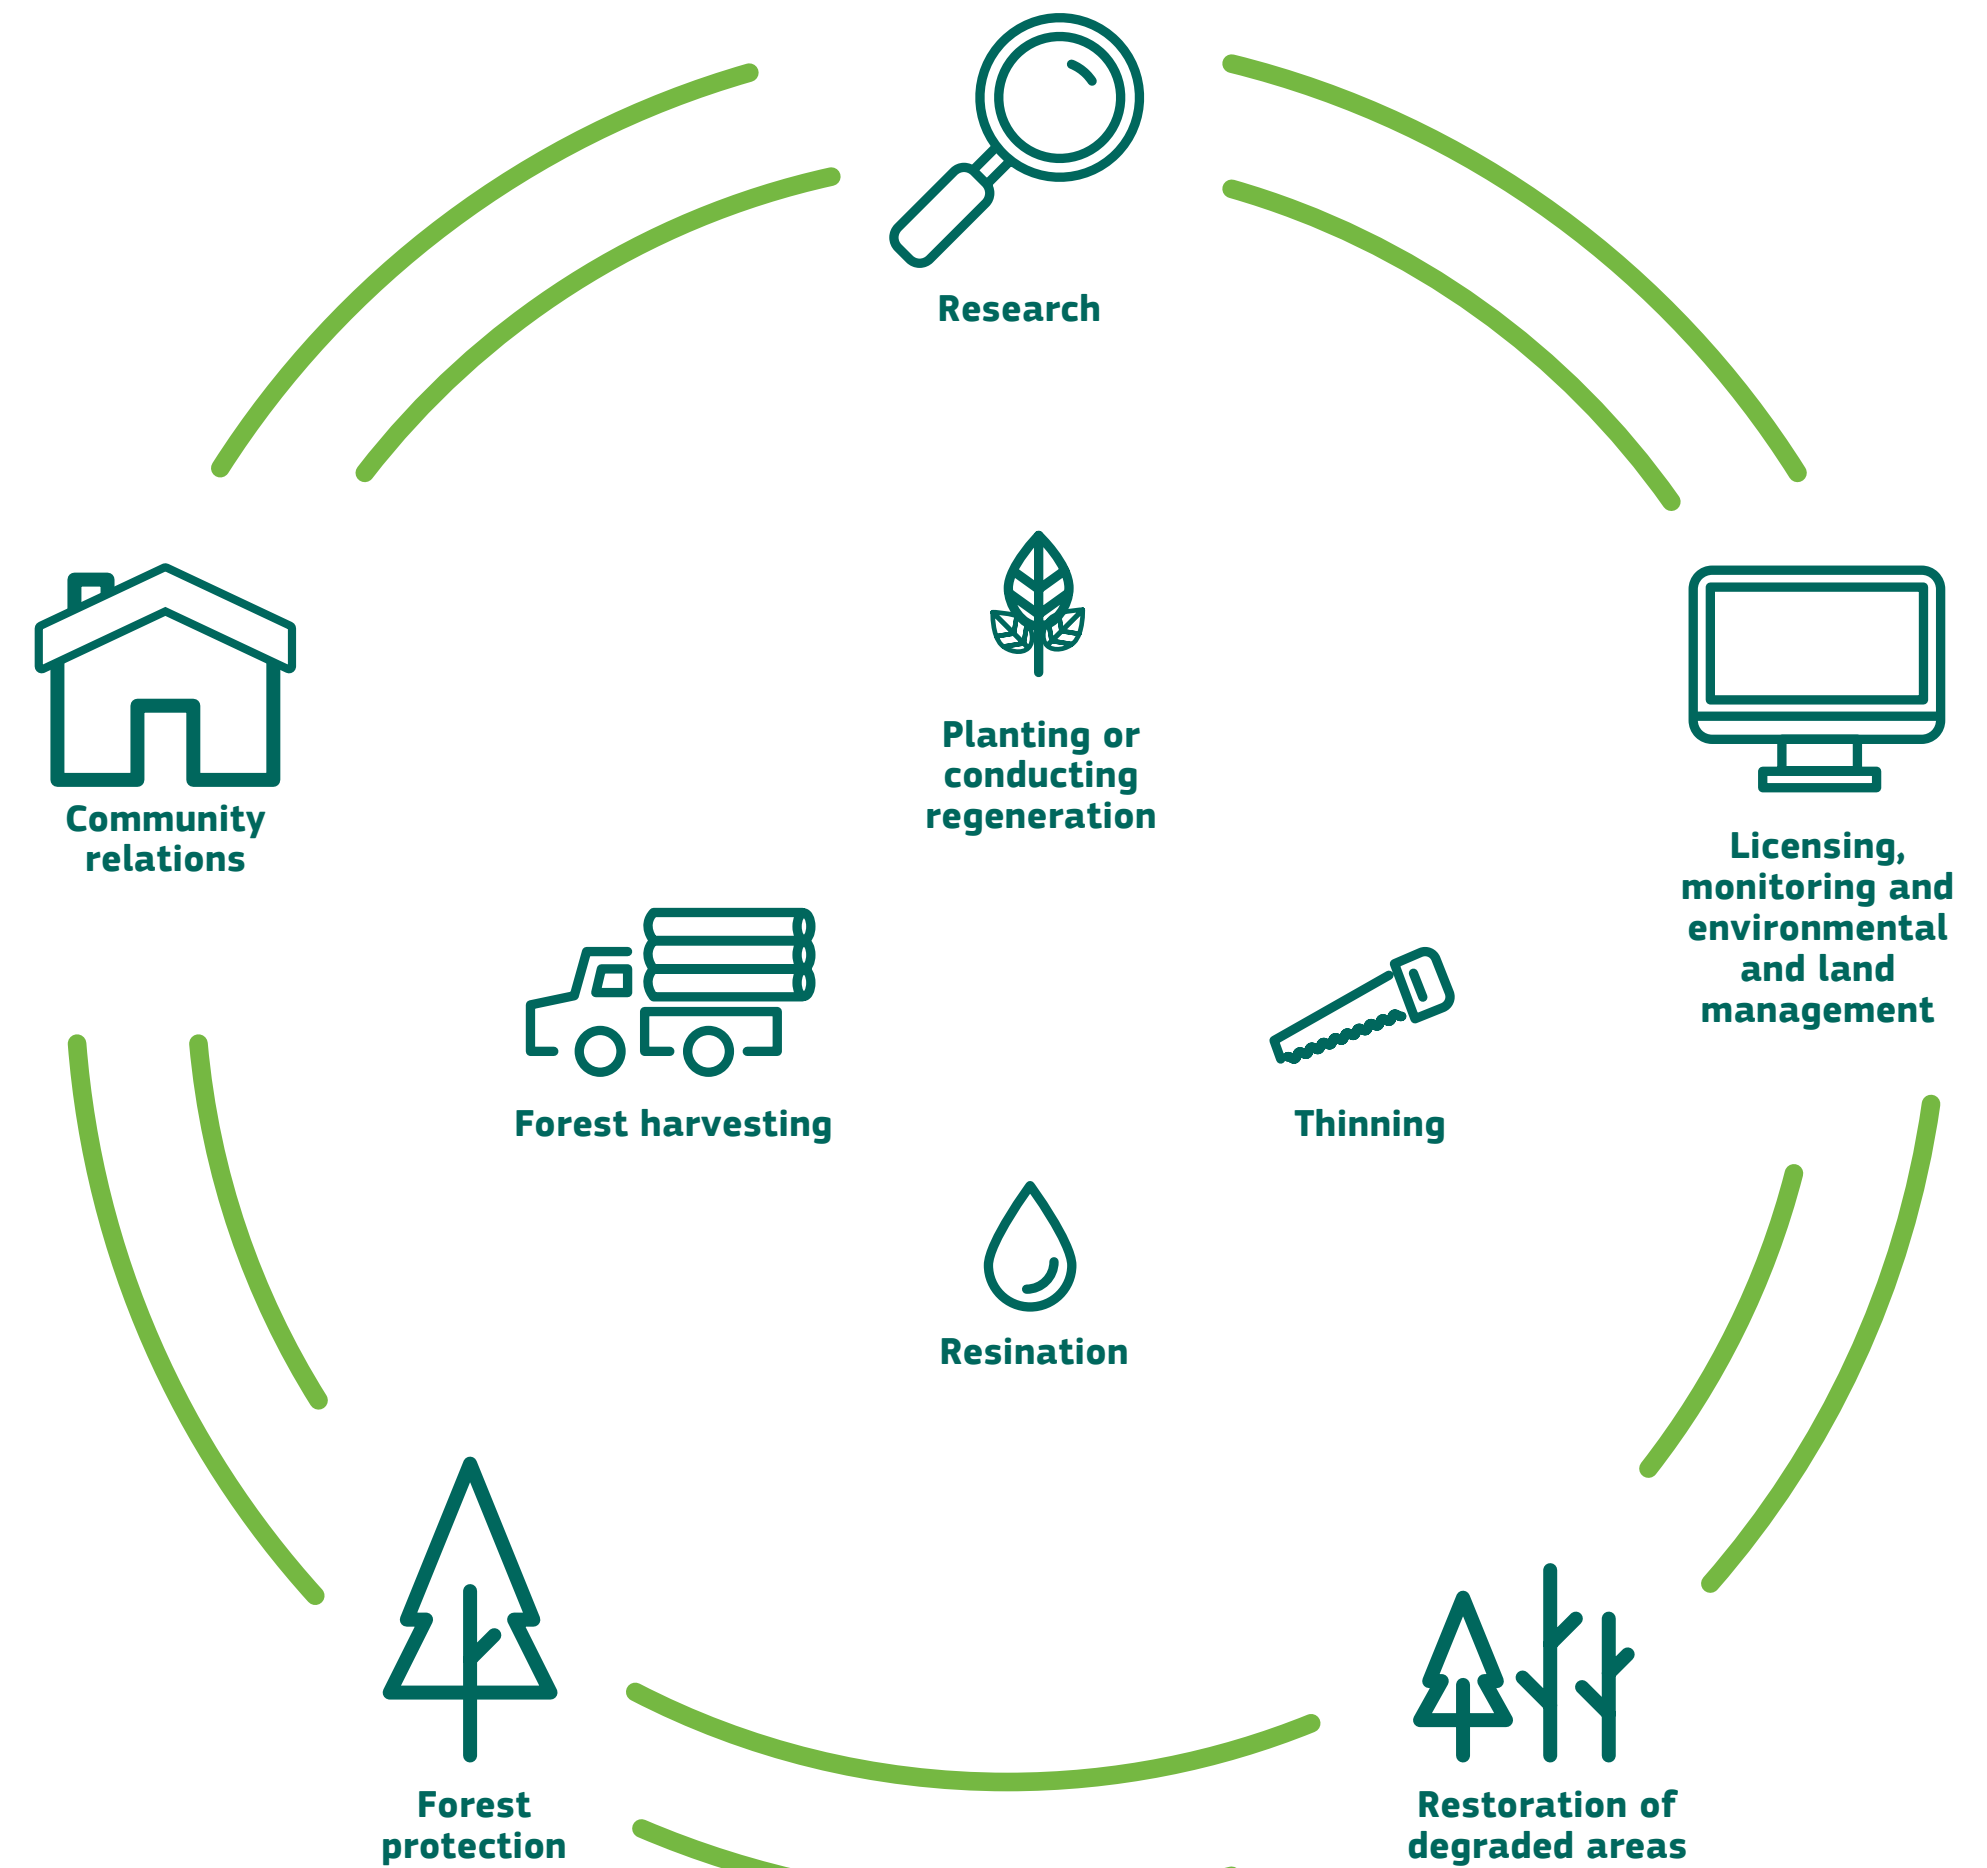 Research
Planting or
conducting
regeneration
Community
relations
Licensing,
monitoring and
environmental
and land
management
Forest harvesting
Thinning
Resination
Forest
protection
Restoration of
degraded areas